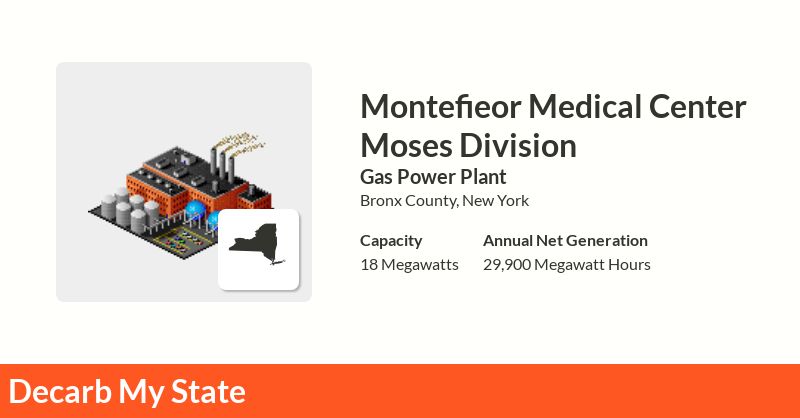 Montefieor Medical Center
Moses Division
Gas Power Plant
Bronx County, New York
Capacity
18 Megawatts
Annual Net Generation
29,900 Megawatt Hours
Decarb My State